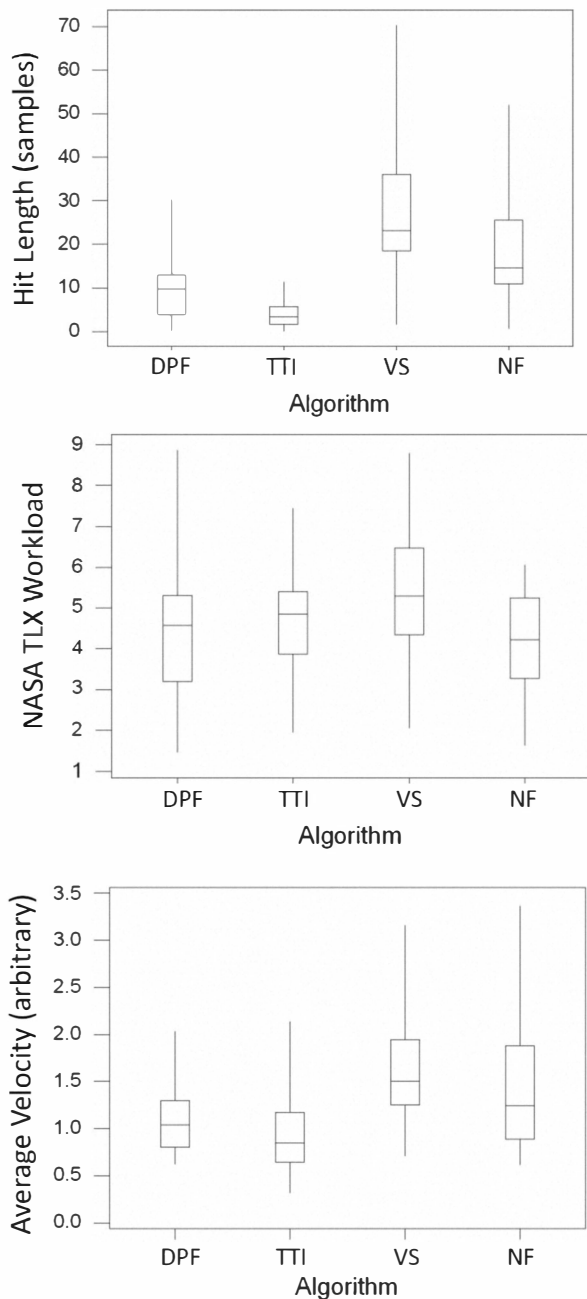 Hit Length (samples)
70
60
50
40
30
20
10
0
DPF TTI VS NF
Algorithm
NASA TLX Workload
9
8
7
6
5
4
3
2
1
DPF TTI VS NF
Algorithm
Average Velocity (arbitrary)
3.5
3.0
2.5
2.0
1.5
1.0
0.5
0.0
DPF TTI VS NF
Algorithm